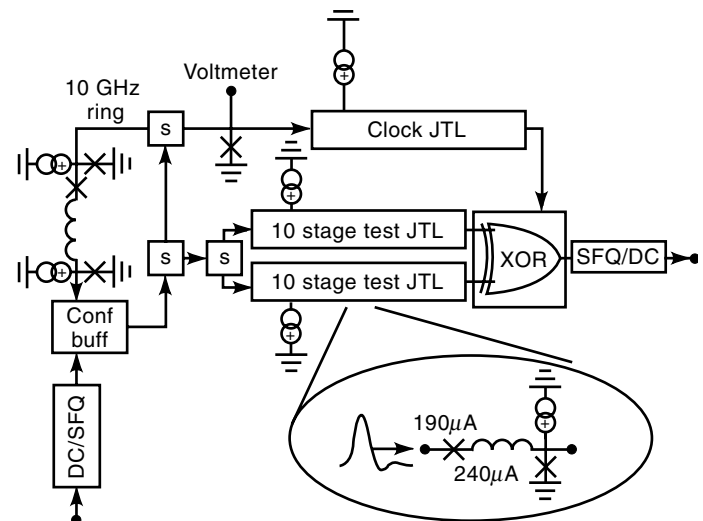 Voltmeter
10 GHz
ring
s
Clock JTL
10 stage test JTL
s
s
10 stage test JTL
XOR
SFQ/DC
Conf
buff
DC/SFQ
190μA
240μA